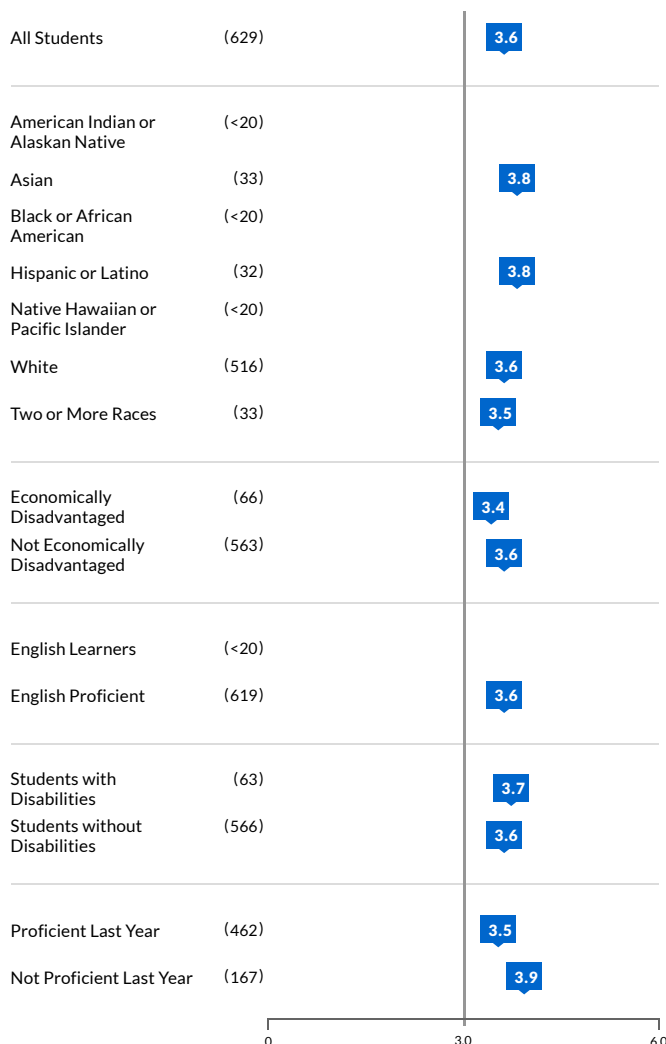 All Students (629) 3.6
American Indian or (<20)
Alaskan Native
Asian (33) 3.8
Black or African (<20)
American
Hispanic or Latino (32) 3.8
Native Hawaiian or (<20)
Pacific Islander
White (516) 3.6
Two or More Races (33) 3.5
Economically (66)
Disadvantaged 3.4
Not Economically (563)
Disadvantaged 3.6
English Learners (<20)
English Proficient (619) 3.6
Students with (63)
Disabilities 3.7
Students without (566)
Disabilities 3.6
Proficient Last Year (462) 3.5
Not Proficient Last Year (167) 3.9
0 3.0 6.0